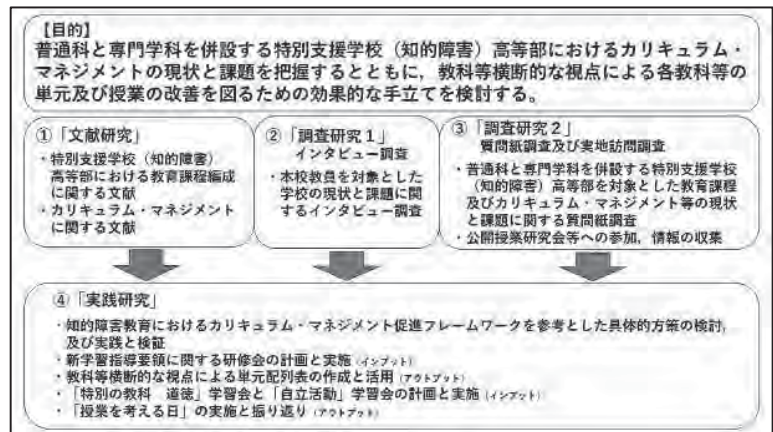 【目的】
普通科と専門学科を併設する特別支援学校（知的障害）高等部におけるカリキュラム・
マネジメントの現状と課題を把握するとともに，教科等横断的な視点による各教科等の
単元及び授業の改善を図るための効果的な手立てを検討する。
①「文献研究」
・特別支援学校（知的障害）
高等部における教育課程編成
に関する文献
・カリキュラム・マネジメント
に関する文献
②「調査研究１」
インタビュー調査
・本校教員を対象とした
学校の現状と課題に関
するインタビュー調査
③「調査研究２」
質問紙調査及び実地訪問調査
・普通科と専門学科を併設する特別支援学校
（知的障害）高等部を対象とした教育課程
及びカリキュラム・マネジメント等の現状
と課題に関する質問紙調査
・公開授業研究会等への参加，情報の収集
④「実践研究」
・知的障害教育におけるカリキュラム・マネジメント促進フレームワークを参考とした具体的方策の検討，
及び実践と検証
・新学習指導要領に関する研修会の計画と実施（インプット）
・教科等横断的な視点による単元配列表の作成と活用（アウトプット）
・「特別の教科　道徳」学習会と「自立活動」学習会の計画と実施（インプット）
・「授業を考える日」の実施と振り返り（アウトプット）